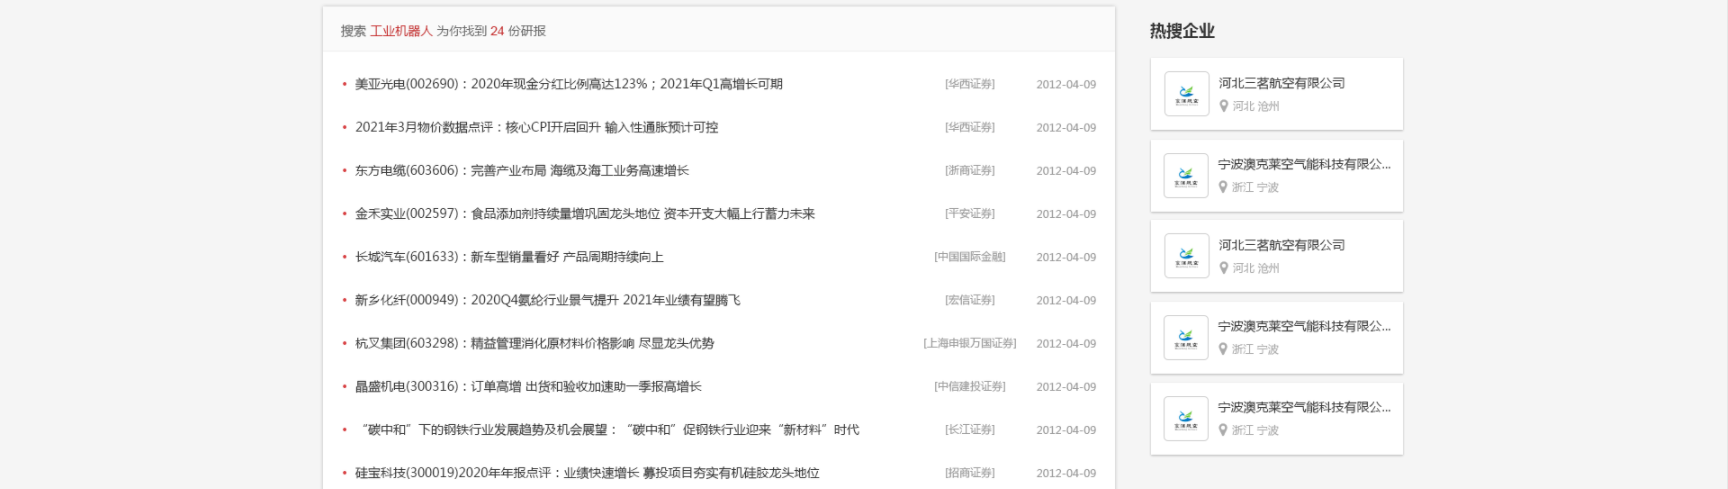 搜索 工业机器人 为你找到 24 份研报
美亚光电(002690)：2020年现金分红比例高达123%；2021年Q1高增长可期 [华西证券] 2012-04-09
2021年3月物价数据点评：核心CPI开启回升 输入性通胀预计可控 [华西证券] 2012-04-09
东方电缆(603606)：完善产业布局 海缆及海工业务高速增长 [浙商证券] 2012-04-09
金禾实业(002597)：食品添加剂持续量增巩固龙头地位 资本开支大幅上行蓄力未来 [平安证券] 2012-04-09
长城汽车(601633)：新车型销量看好 产品周期持续向上 [中国国际金融] 2012-04-09
新乡化纤(000949)：2020Q4氨纶行业景气提升 2021年业绩有望腾飞 [宏信证券] 2012-04-09
杭叉集团(603298)：精益管理消化原材料价格影响 尽显龙头优势 [上海申银万国证券] 2012-04-09
晶盛机电(300316)：订单高增 出货和验收加速助一季报高增长 [中信建投证券] 2012-04-09
“碳中和”下的钢铁行业发展趋势及机会展望：“碳中和”促钢铁行业迎来“新材料”时代 [长江证券] 2012-04-09
硅宝科技(300019)2020年年报点评：业绩快速增长 募投项目夯实有机硅胶龙头地位 [招商证券] 2012-04-09
热搜企业
河北三茗航空有限公司
河北 沧州
宁波澳克莱空气能科技有限公...
浙江 宁波
河北三茗航空有限公司
河北 沧州
宁波澳克莱空气能科技有限公...
浙江 宁波
宁波澳克莱空气能科技有限公...
浙江 宁波